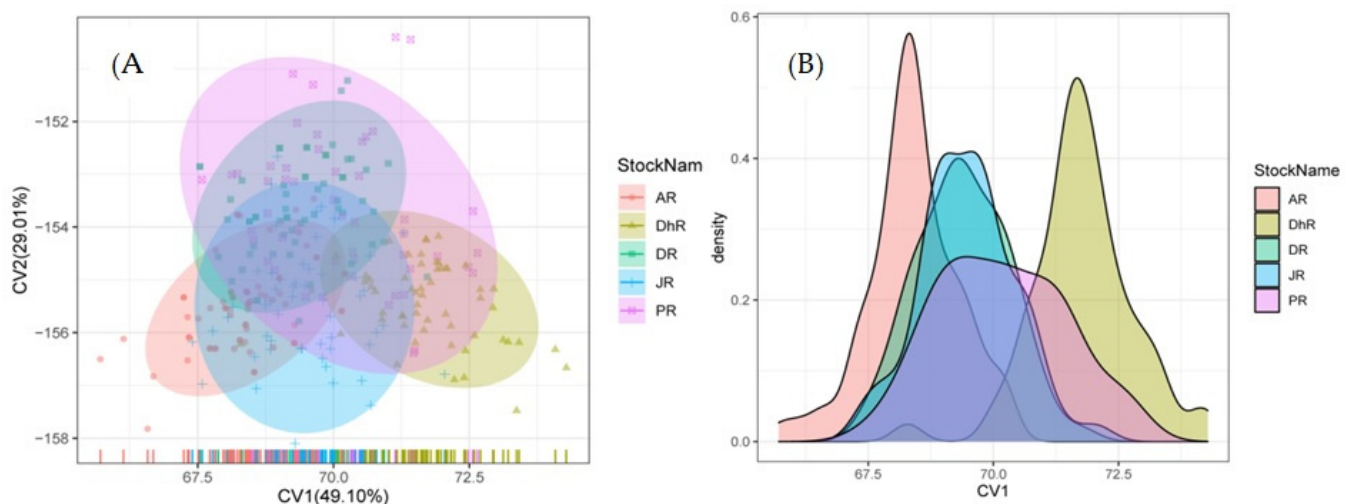 (A
−152
−154
−156
−158
CV2(29.01%)
67.5
70.0
72.5
CV1(49.10%)
StockNam
AR
DhR
DR
JR
PR
(B)
0.6
0.4
0.2
0.0
density
67.5
70.0
72.5
CV1
StockName
AR
DhR
DR
JR
PR